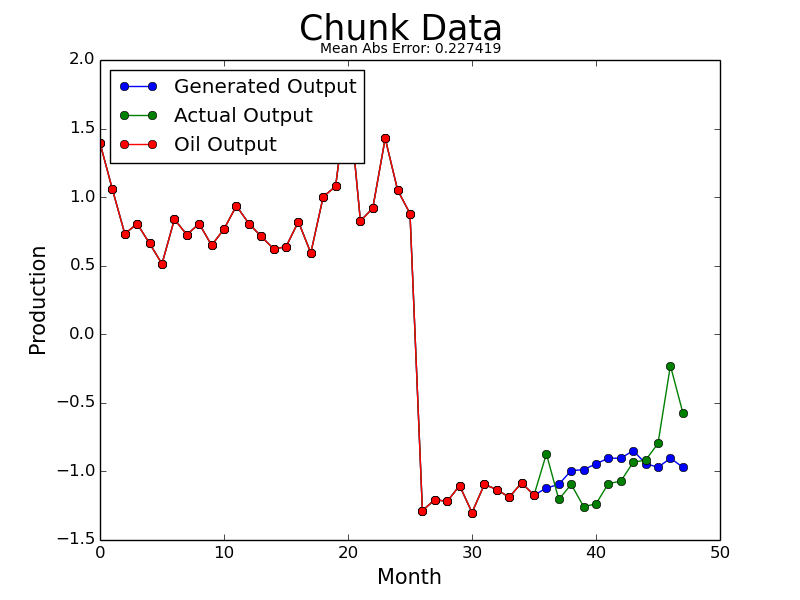 Chunk Data
Mean Abs Error: 0.227419
Generated Output
Actual Output
Oil Output
2.0
1.5
1.0
0.5
0.0
−0.5
−1.0
−1.5
Production
0 10 20 30 40 50
Month